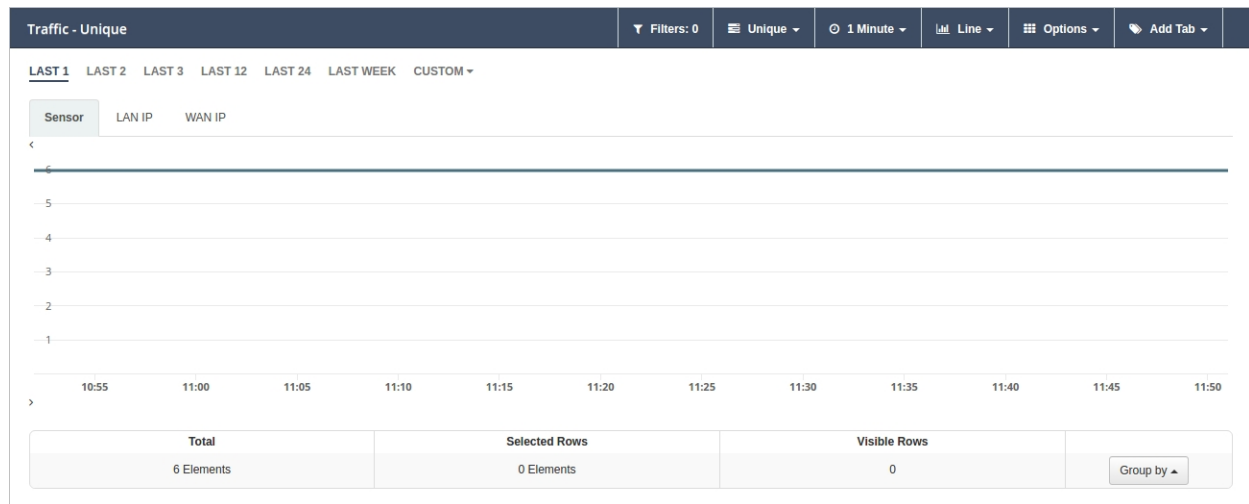 Traffic - Unique Filters: 0 Unique 1 Minute Line Options Add Tab
LAST 1 LAST 2 LAST 3 LAST 12 LAST 24 LAST WEEK CUSTOM
Sensor LAN IP WAN IP
6
5
4
3
2
1
10:55 11:00 11:05 11:10 11:15 11:20 11:25 11:30 11:35 11:40 11:45 11:50
Total Selected Rows Visible Rows
6 Elements 0 Elements 0 Group by